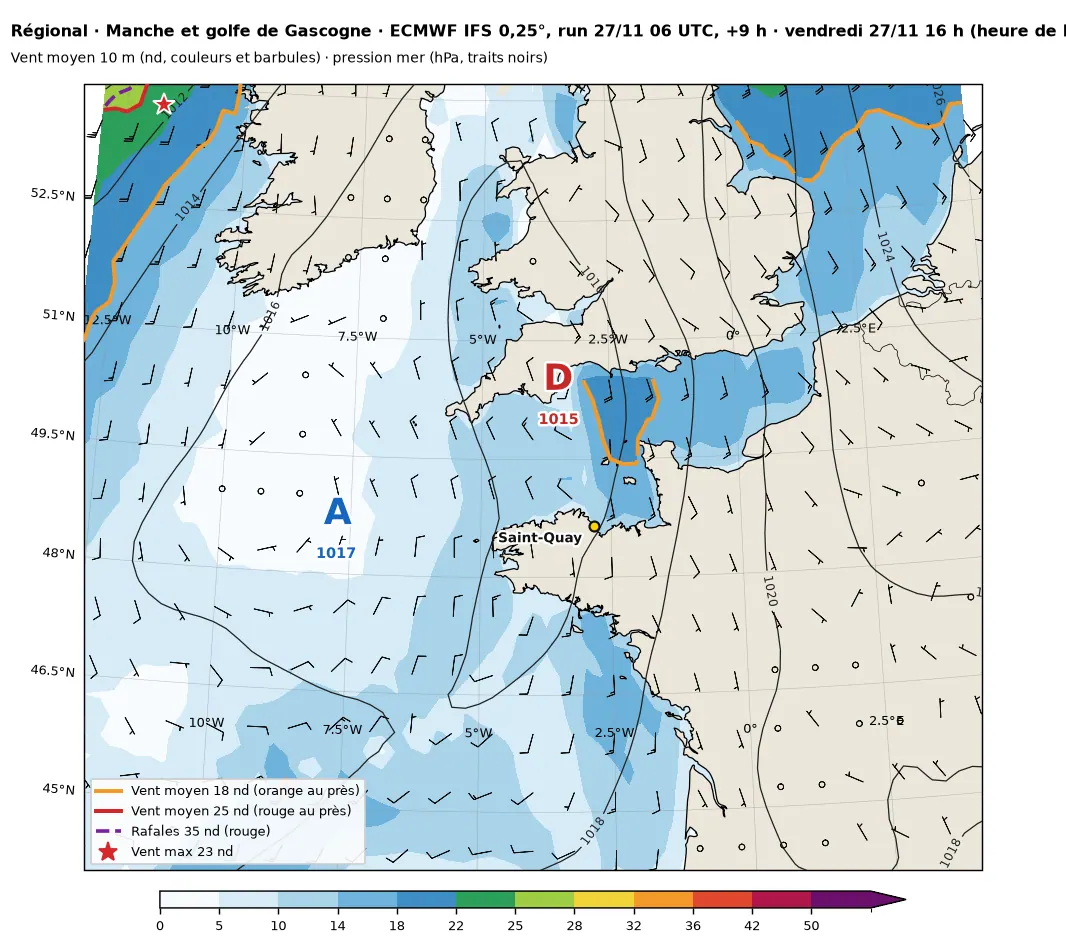 Régional · Manche et golfe de Gascogne · ECMWF IFS 0,25°, run 27/11 06 UTC, +9 h · vendredi 27/11 16 h (heure de
Vent moyen 10 m (nd, couleurs et barbules) · pression mer (hPa, traits noirs)
1012
1014
1016
1016
1024
52.5°N
51°N
49.5°N
48°N
46.5°N
45°N
12.5°W
10°W
7.5°W
5°W
2.5°W
0°
2.5°E
D
1015
A
1017
Saint-Quay
1020
10°W
7.5°W
5°W
2.5°W
0°
2.5°E
1018
1018
Vent moyen 18 nd (orange au près)
Vent moyen 25 nd (rouge au près)
Rafales 35 nd (rouge)
Vent max 23 nd
0 5 10 14 18 22 25 28 32 36 42 50